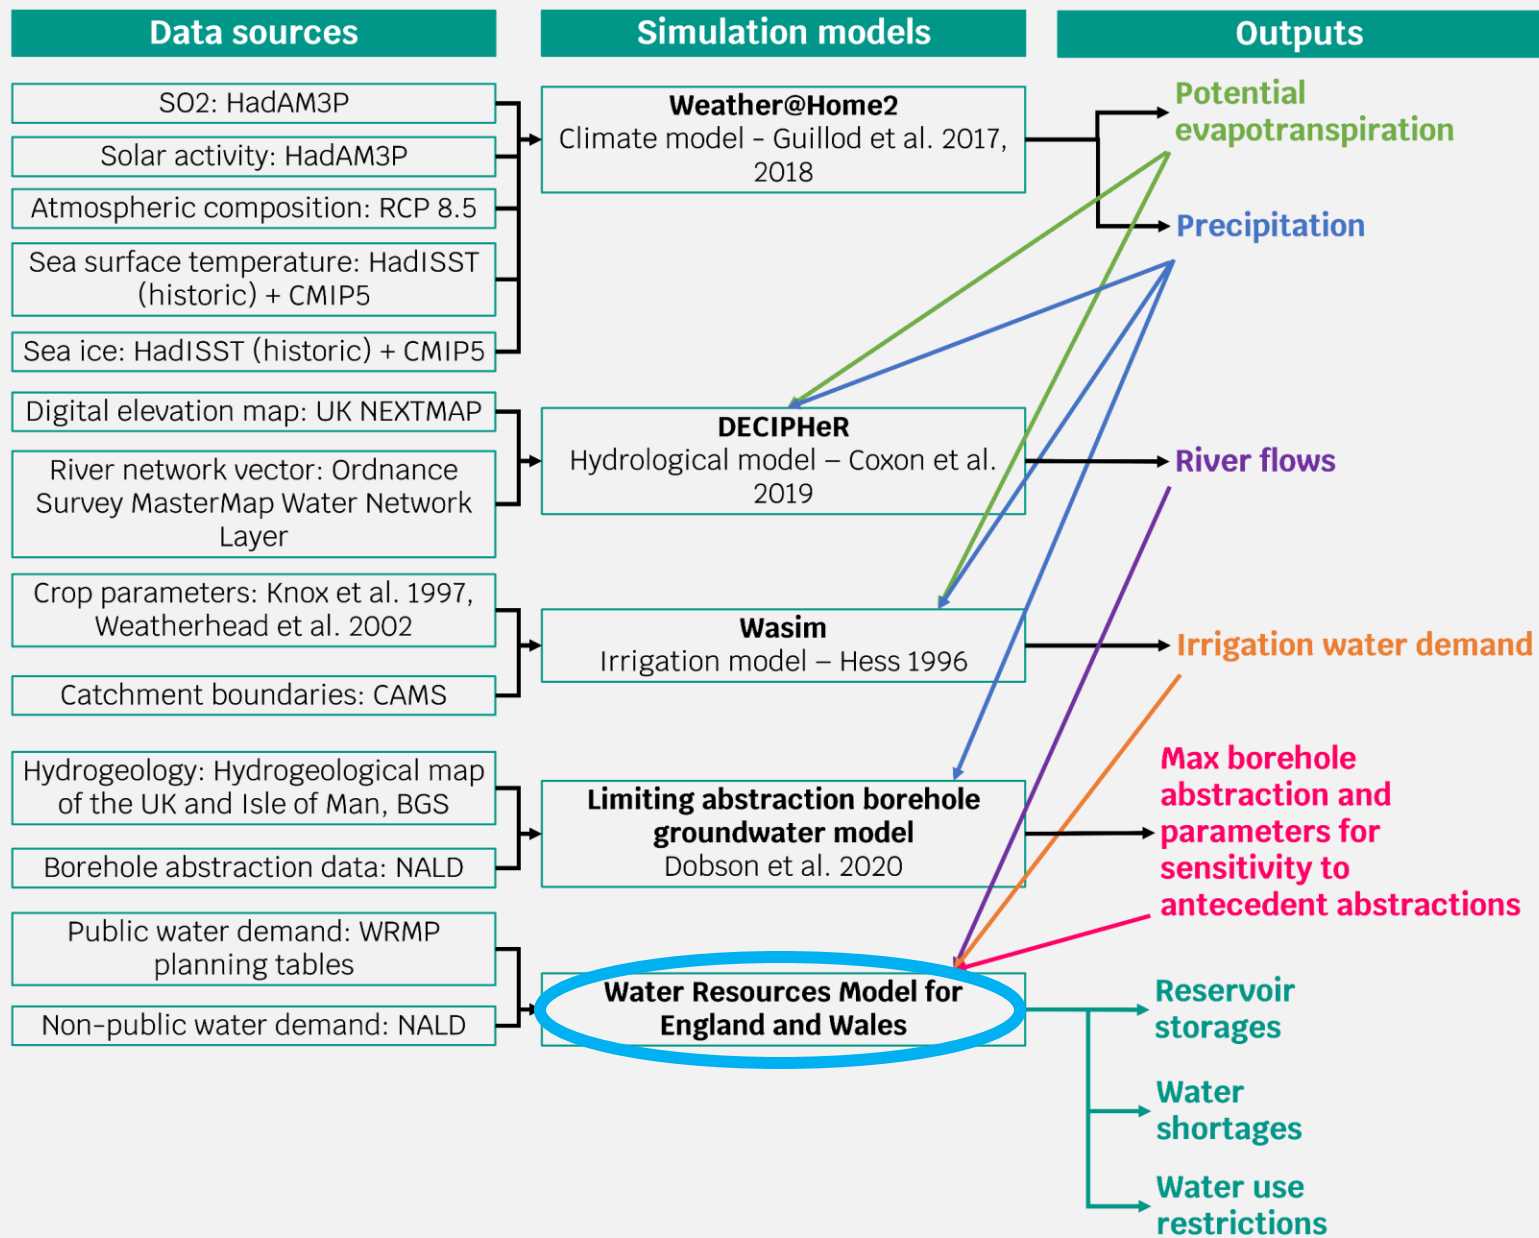 Data sources
Simulation models
Outputs
SO2: HadAM3P
Solar activity: HadAM3P
Atmospheric composition: RCP 8.5
Sea surface temperature: HadISST
(historic) + CMIP5
Sea ice: HadISST (historic) + CMIP5
Digital elevation map: UK NEXTMAP
River network vector: Ordnance
Survey MasterMap Water Network
Layer
Crop parameters: Knox et al. 1997,
Weatherhead et al. 2002
Catchment boundaries: CAMS
Hydrogeology: Hydrogeological map
of the UK and Isle of Man, BGS
Borehole abstraction data: NALD
Public water demand: WRMP
planning tables
Non-public water demand: NALD
Weather@Home2
Climate model - Guillod et al. 2017,
2018
DECIPHeR
Hydrological model – Coxon et al.
2019
Wasim
Irrigation model – Hess 1996
Limiting abstraction borehole
groundwater model
Dobson et al. 2020
Water Resources Model for
England and Wales
Potential
evapotranspiration
Precipitation
River flows
Irrigation water demand
Max borehole
abstraction and
parameters for
sensitivity to
antecedent abstractions
Reservoir
storages
Water
shortages
Water use
restrictions